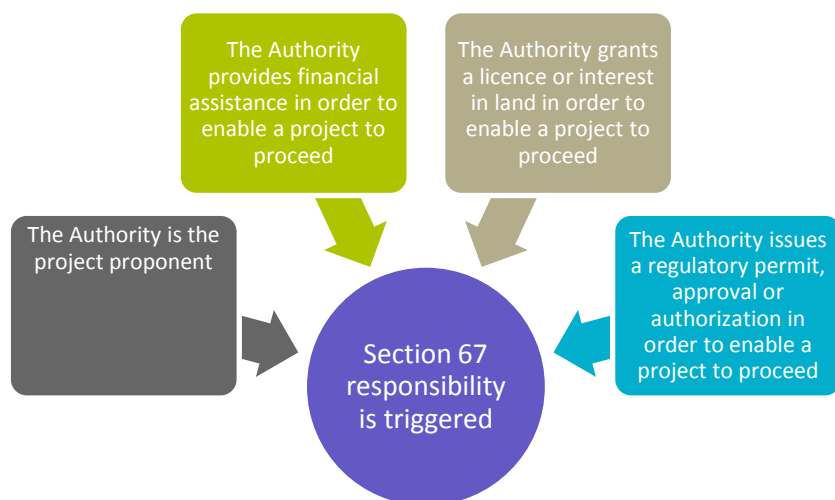 The Authority is the
project proponent
The Authority
provides financial
assistance in order to
enable a project to
proceed
The Authority grants
a licence or interest
in land in order to
enable a project to
proceed
The Authority issues
a regulatory permit,
approval or
authorization in
order to enable a
project to proceed
Section 67
responsibility
is triggered